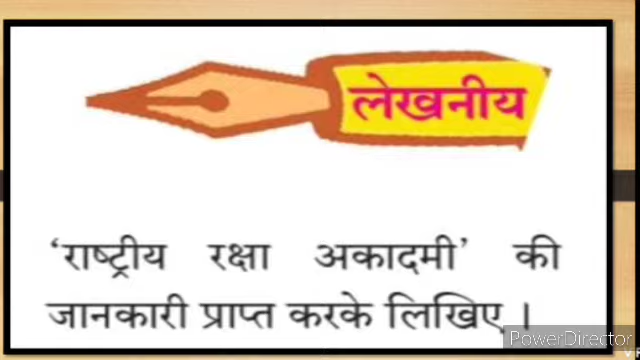 लेखनीय
‘राष्ट्रीय रक्षा अकादमी’ की
जानकारी प्राप्त करके लिखिए ।
PowerDirector